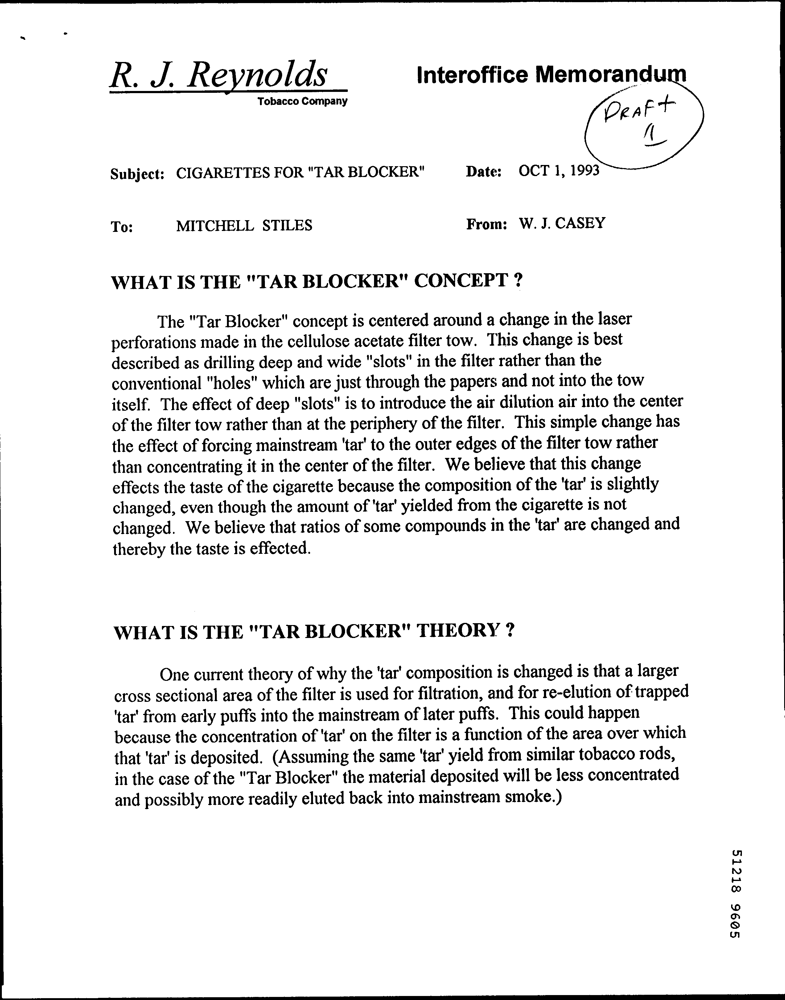 R. J. Reynolds
Tobacco Company
Interoffice Memorandum
DRAFT
1
Subject: CIGARETTES FOR "TAR BLOCKER"
Date: OCT 1, 1993
To: MITCHELL STILES
From: W. J. CASEY
WHAT IS THE "TAR BLOCKER" CONCEPT ?
The "Tar Blocker" concept is centered around a change in the laser
perforations made in the cellulose acetate filter tow. This change is best
described as drilling deep and wide "slots" in the filter rather than the
conventional "holes" which are just through the papers and not into the tow
itself. The effect of deep "slots" is to introduce the air dilution air into the center
of the filter tow rather than at the periphery of the filter. This simple change has
the effect of forcing mainstream 'tar' to the outer edges of the filter tow rather
than concentrating it in the center of the filter. We believe that this change
effects the taste of the cigarette because the composition of the 'tar' is slightly
changed, even though the amount of 'tar' yielded from the cigarette is not
changed. We believe that ratios of some compounds in the 'tar' are changed and
thereby the taste is effected.
WHAT IS THE "TAR BLOCKER" THEORY ?
One current theory of why the 'tar' composition is changed is that a larger
cross sectional area of the filter is used for filtration, and for re-elution of trapped
'tar' from early puffs into the mainstream of later puffs. This could happen
because the concentration of 'tar' on the filter is a function of the area over which
that 'tar' is deposited. (Assuming the same 'tar' yield from similar tobacco rods,
in the case of the "Tar Blocker" the material deposited will be less concentrated
and possibly more readily eluted back into mainstream smoke.)
51218 9605